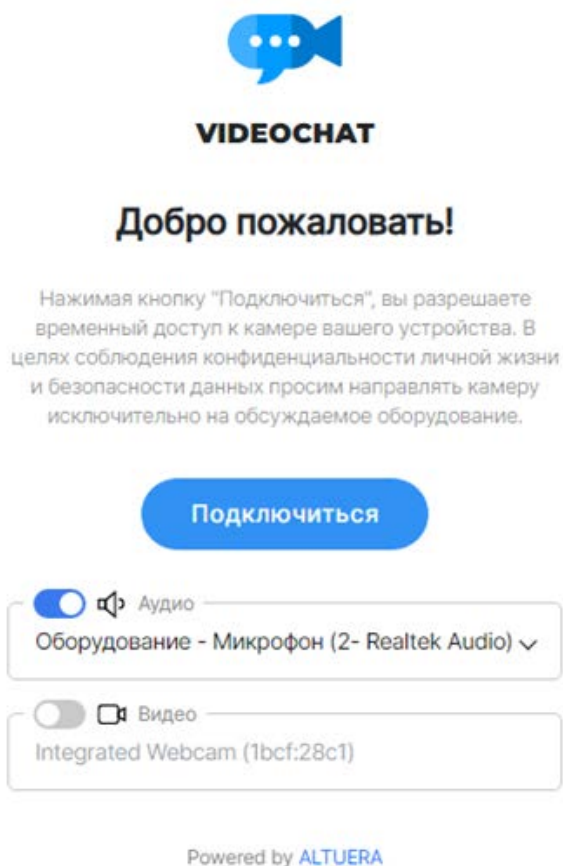 VIDEOCHAT
Добро пожаловать!
Нажимая кнопку "Подключиться", вы разрешаете
временный доступ к камере вашего устройства. В
целях соблюдения конфиденциальности личной жизни
и безопасности данных просим направлять камеру
исключительно на обсуждаемое оборудование.
Подключиться
Аудио
Оборудование - Микрофон (2- Realtek Audio)
Видео
Integrated Webcam (1bcf:28c1)
Powered by ALTUERA